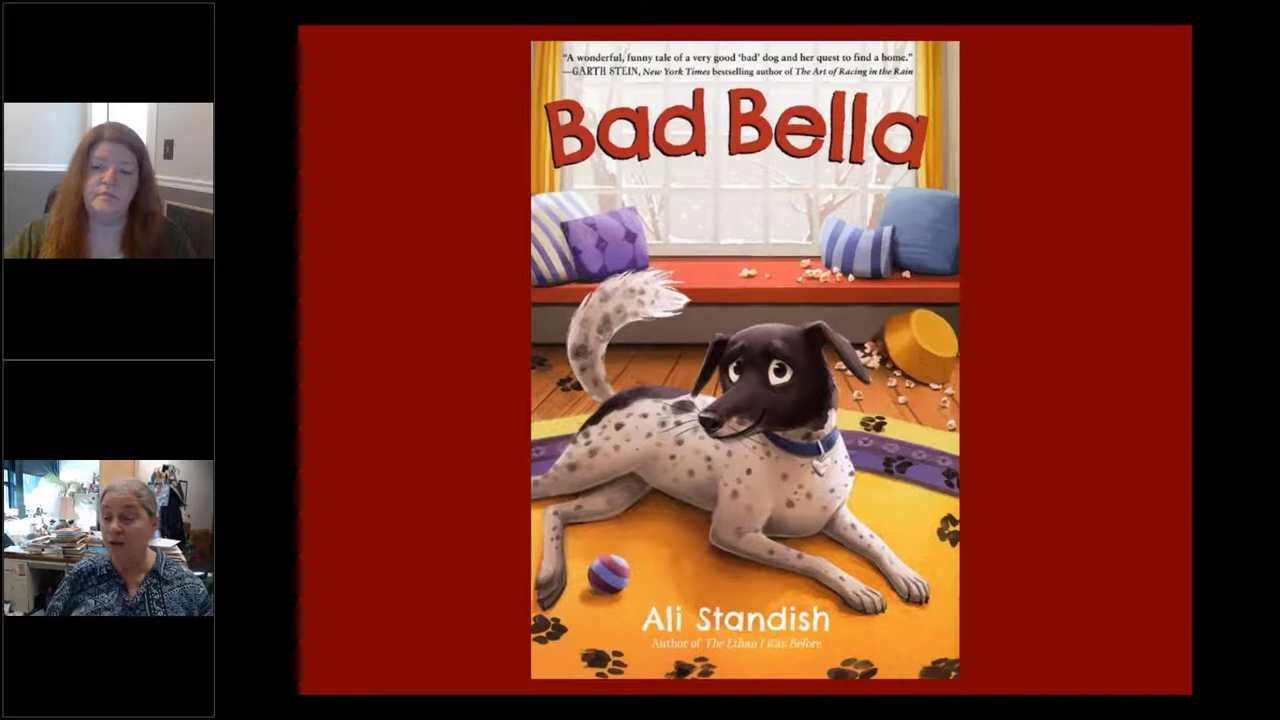 “A wonderful, funny tale of a very good ‘bad’ dog and her quest to find a home.”
—GARTH STEIN, New York Times bestselling author of The Art of Racing in the Rain
Bad Bella
Ali Standish
Author of The Ethan I Was Before